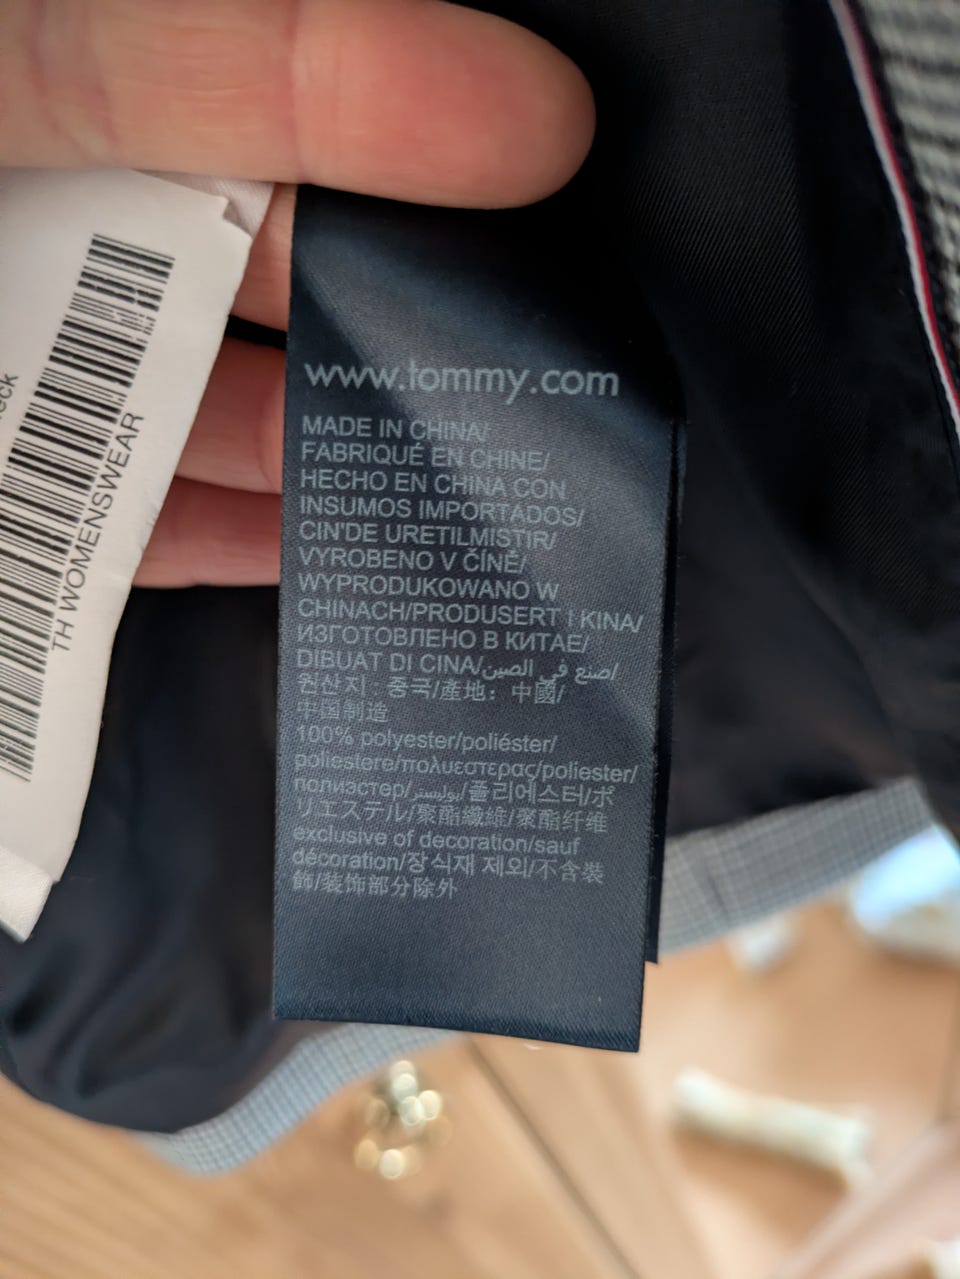 eck
TH WOMENSWEAR
www.tommy.com
MADE IN CHINA/
FABRIQUÉ EN CHINE/
HECHO EN CHINA CON
INSUMOS IMPORTADOS/
CIN'DE URETILMISTIR/
VYROBENO V ČÍNĚ/
WYPRODUKOWANO W
CHINACH/PRODUSERT I KINA/
ИЗГОТОВЛЕНО В КИТАЕ/
DIBUAT DI CINA/صنع في الصين/
원산지 : 중국/產地：中國/
中国制造
100% polyester/poliéster/
poliestere/πολυεστερας/poliester/
полиэстер/بوليستر/폴리에스터/ポ
リエステル/聚酯纖維/聚酯纤维
exclusive of decoration/sauf
décoration/장식재 제외/不含裝
飾/装饰部分除外